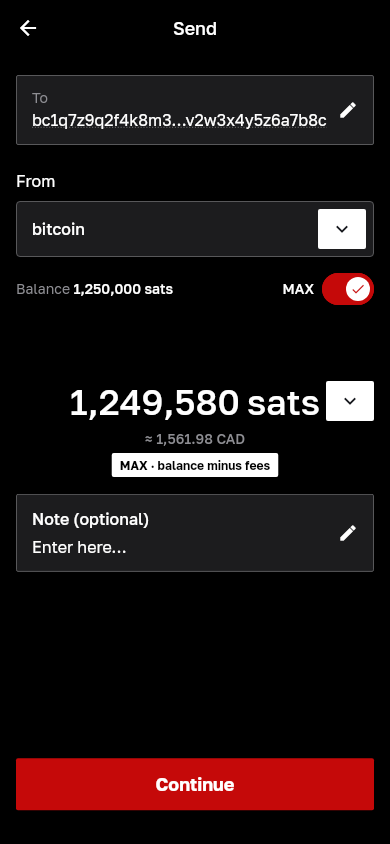 Send
To
bc1q7z9q2f4k8m3...v2w3x4y5z6a7b8c
From
bitcoin
Balance 1,250,000 sats
MAX
1,249,580 sats
≈ 1,561.98 CAD
MAX · balance minus fees
Note (optional)
Enter here...
Continue